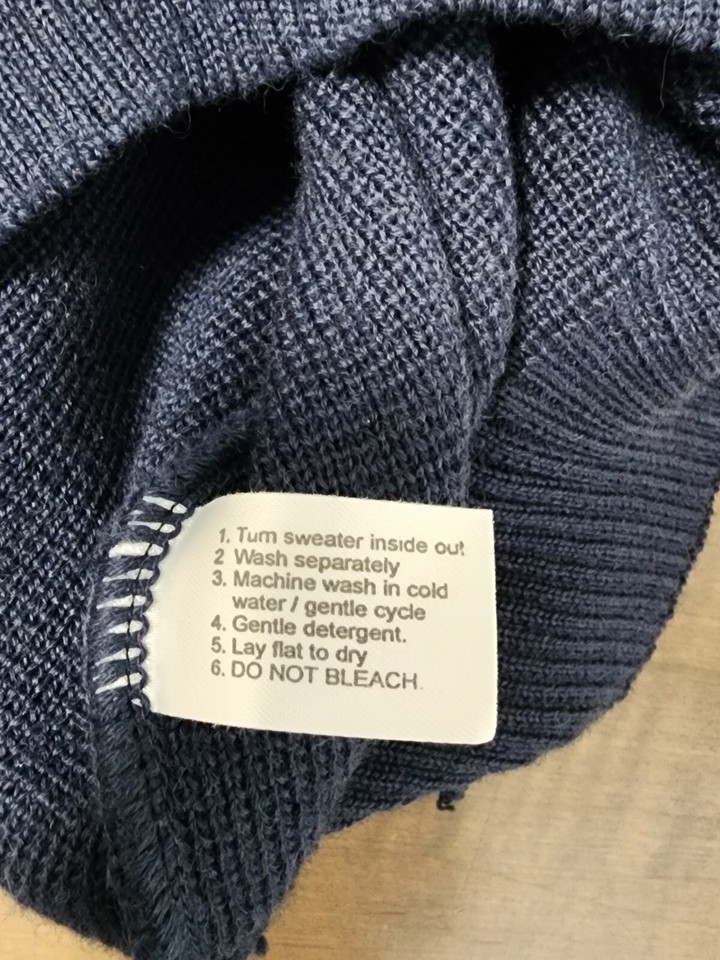 1. Turn sweater inside out
2 Wash separately
3. Machine wash in cold
water / gentle cycle
4. Gentle detergent.
5. Lay flat to dry
6. DO NOT BLEACH.